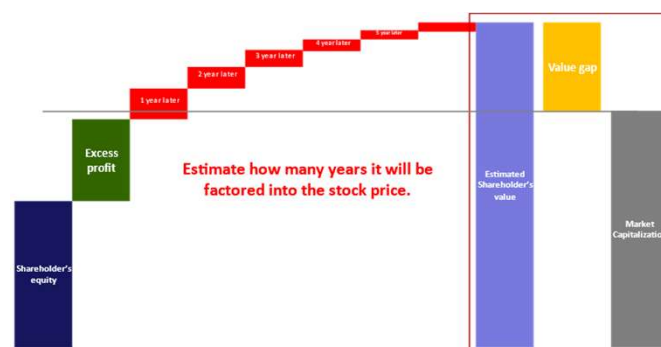 5 year later
4 year later
3 year later
2 year later
1 year later
Value gap
Excess
profit
Estimate how many years it will be
factored into the stock price.
Estimated
Shareholder's
value
Market
Capitalizatio
Shareholder's
equity